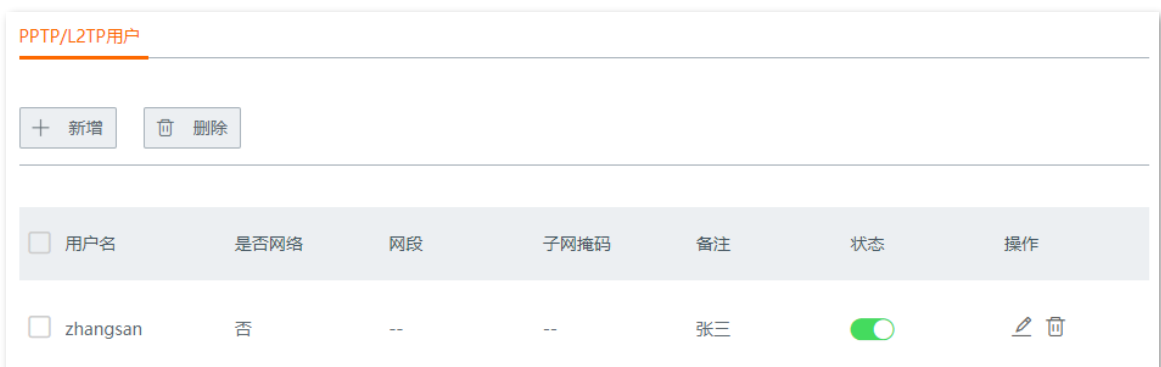 PPTP/L2TP用户
新增 删除
用户名 是否网络 网段 子网掩码 备注 状态 操作
zhangsan 否 -- -- 张三